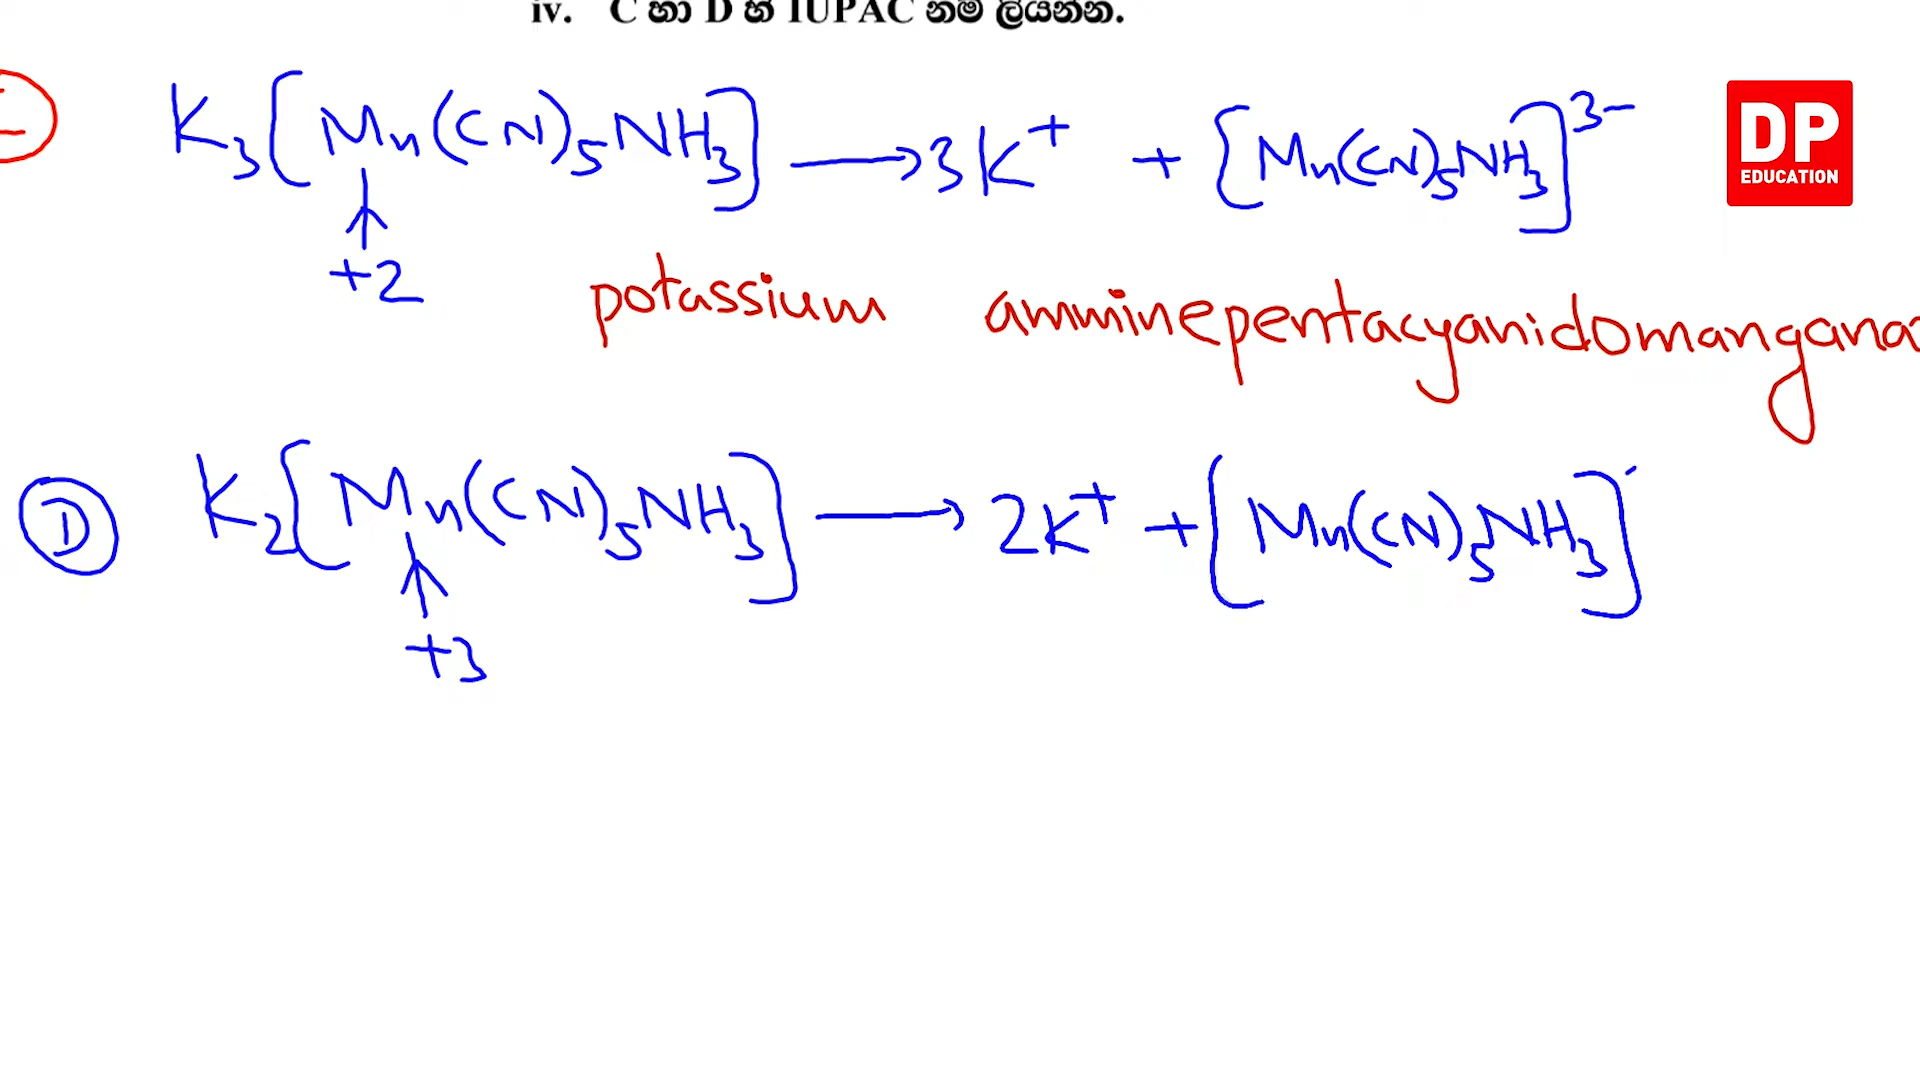 iv. C හා D හි IUPAC නම් ලියන්න.
K₃[Mn(CN)₅NH₃] → 3K⁺ + [Mn(CN)₅NH₃]³⁻
+2
potassium amminepentacyanidomangana
D K₂[Mn(CN)₅NH₃] → 2K⁺ + [Mn(CN)₅NH₃]
+3
DP
EDUCATION